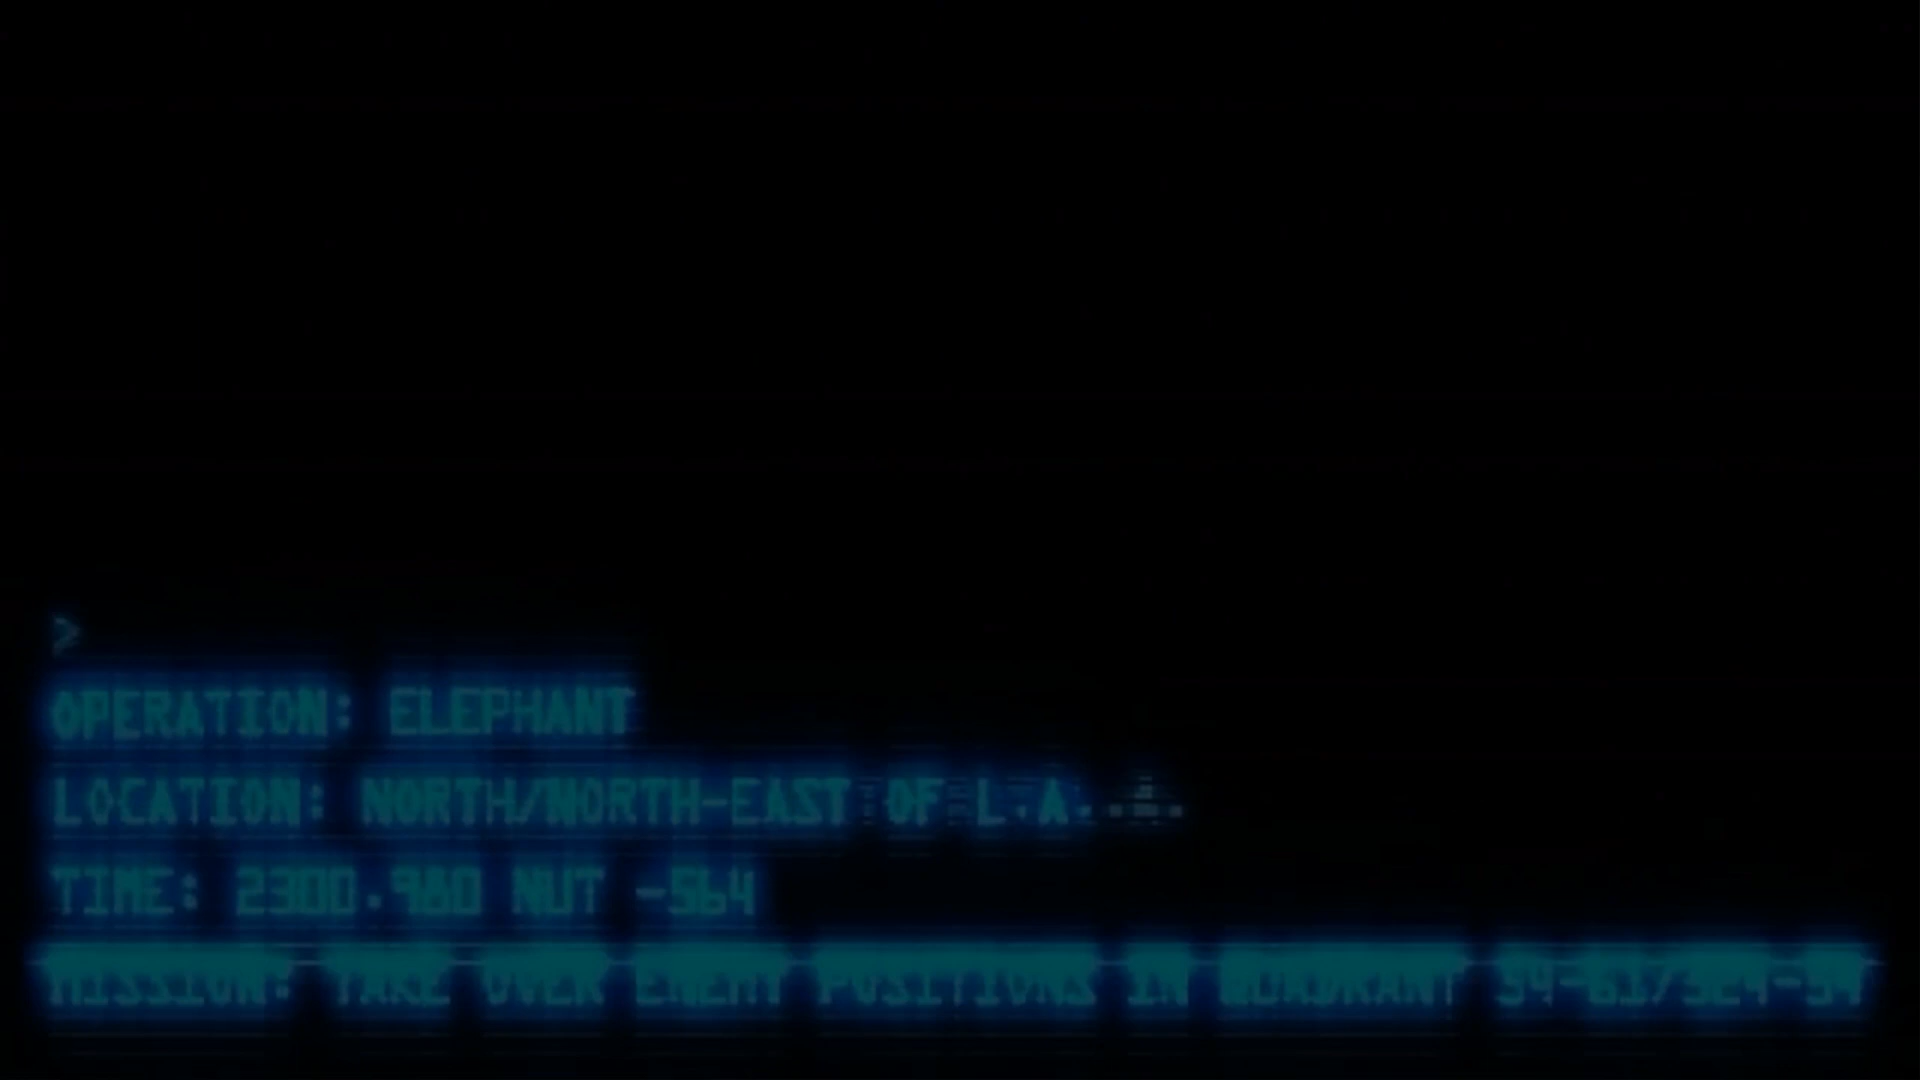 >
OPERATION: ELEPHANT
LOCATION: NORTH/NORTH-EAST OF L.A.
TIME: 2300.980 NUT -564
MISSION: TAKE OVER ENEMY POSITIONS IN QUADRANT